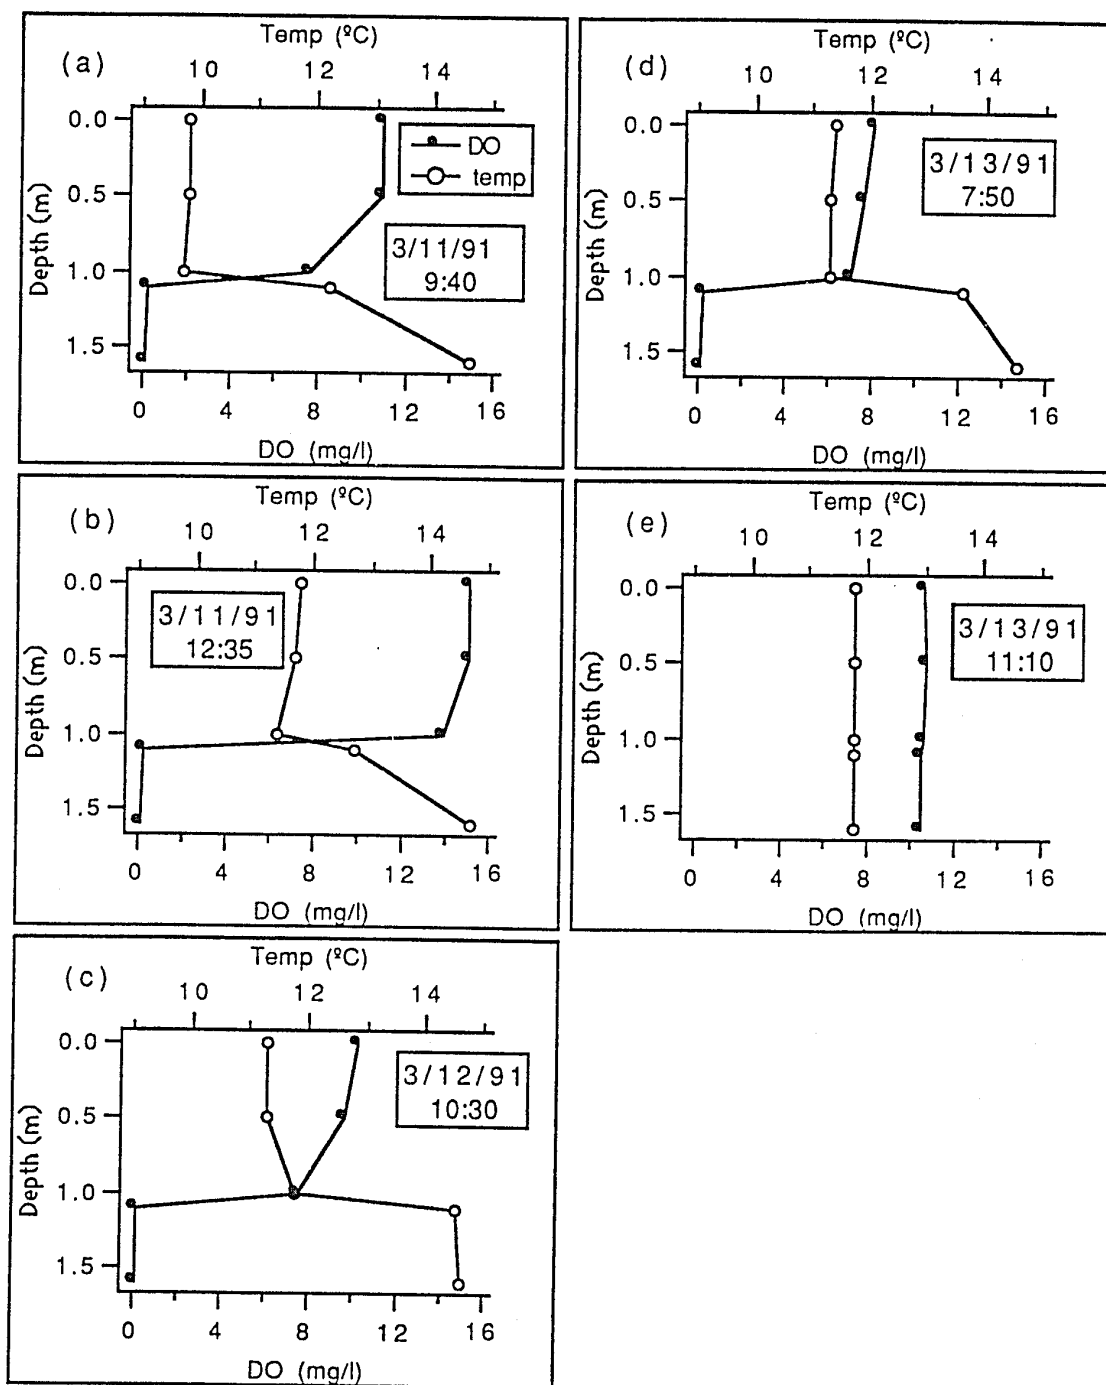 Temp (ºC)
(a)
10 12 14
0.0
0.5
1.0
1.5
Depth (m)
DO
temp
3/11/91
9:40
0 4 8 12 16
DO (mg/l)
Temp (ºC)
(d)
10 12 14
0.0
0.5
1.0
1.5
Depth (m)
3/13/91
7:50
0 4 8 12 16
DO (mg/l)
Temp (ºC)
(b)
10 12 14
0.0
0.5
1.0
1.5
Depth (m)
3/11/91
12:35
0 4 8 12 16
DO (mg/l)
Temp (ºC)
(e)
10 12 14
0.0
0.5
1.0
1.5
Depth (m)
3/13/91
11:10
0 4 8 12 16
DO (mg/l)
Temp (ºC)
(c)
10 12 14
0.0
0.5
1.0
1.5
Depth (m)
3/12/91
10:30
0 4 8 12 16
DO (mg/l)